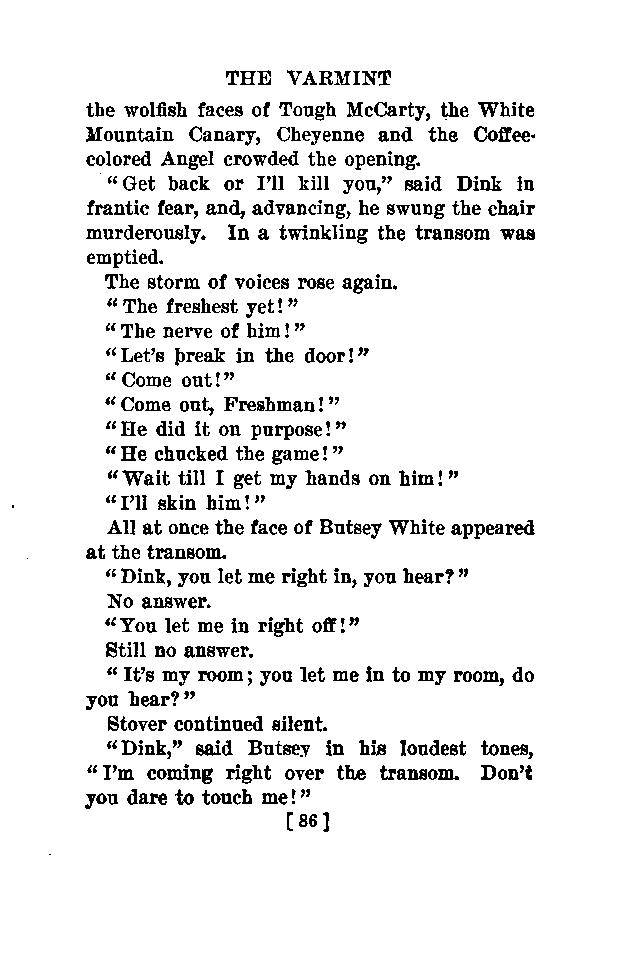 THE VARMINT
the wolfish faces of Tough McCarty, the White
Mountain Canary, Cheyenne and the Coffee-
colored Angel crowded the opening.
"Get back or I'll kill you," said Dink in
frantic fear, and, advancing, he swung the chair
murderously. In a twinkling the transom was
emptied.
The storm of voices rose again.
"The freshest yet!"
"The nerve of him!"
"Let's break in the door!"
"Come out!"
"Come out, Freshman!"
"He did it on purpose!"
"He chucked the game!"
"Wait till I get my hands on him!"
"I'll skin him!"
All at once the face of Butsey White appeared
at the transom.
"Dink, you let me right in, you hear?"
No answer.
"You let me in right off!"
Still no answer.
"It's my room; you let me in to my room, do
you hear?"
Stover continued silent.
"Dink," said Butsey in his loudest tones,
"I'm coming right over the transom. Don't
you dare to touch me!"
[86]